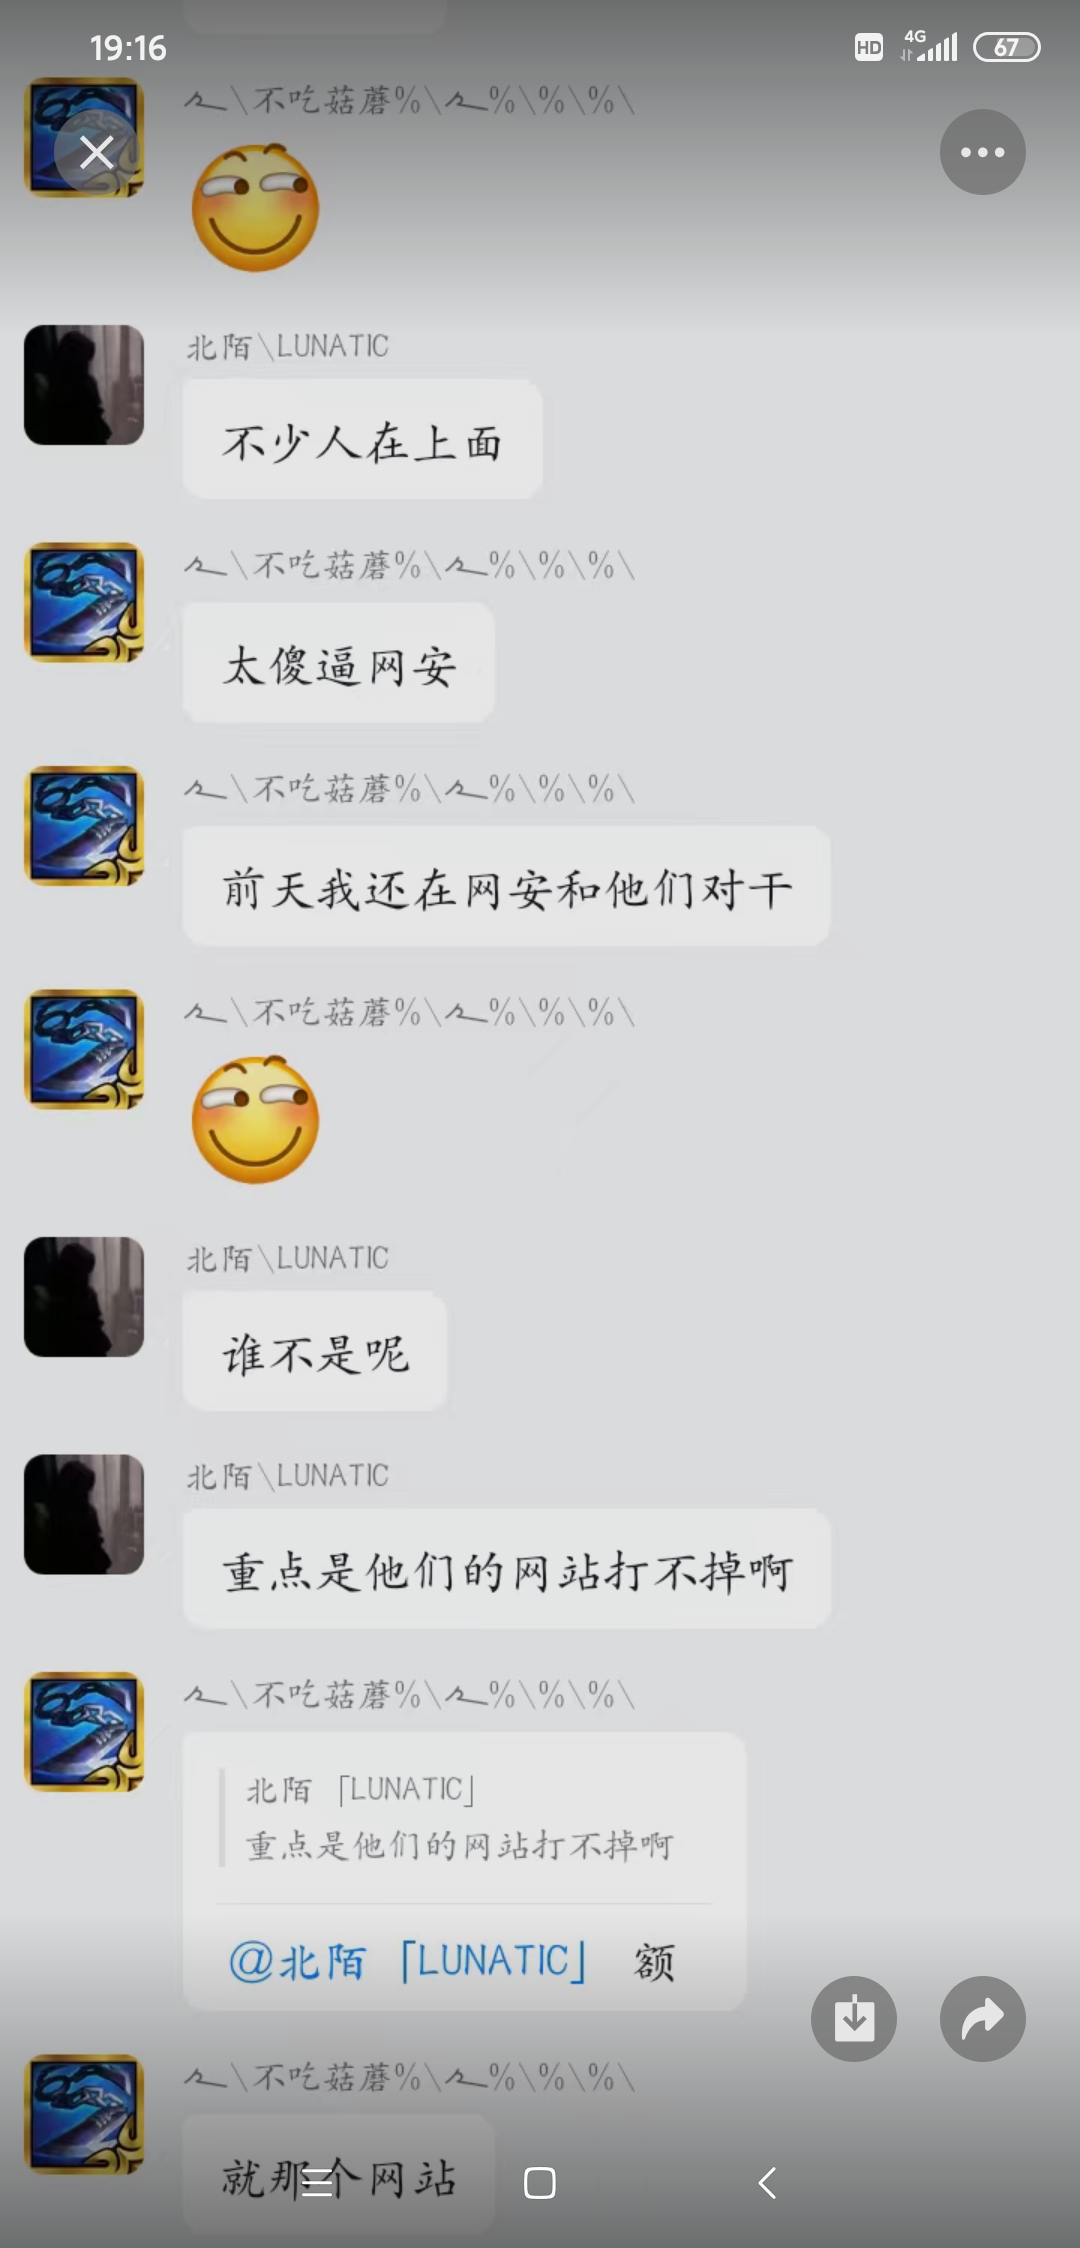 19:16
HD 4G 67
\不吃菇蘑%\%\%\%\
北陌\LUNATIC
不少人在上面
\不吃菇蘑%\%\%\%\
太傻逼网安
\不吃菇蘑%\%\%\%\
前天我还在网安和他们对干
\不吃菇蘑%\%\%\%\
北陌\LUNATIC
谁不是呢
北陌\LUNATIC
重点是他们的网站打不掉啊
\不吃菇蘑%\%\%\%\
北陌「LUNATIC」
重点是他们的网站打不掉啊
@北陌「LUNATIC」 额
\不吃菇蘑%\%\%\%\
就那个网站